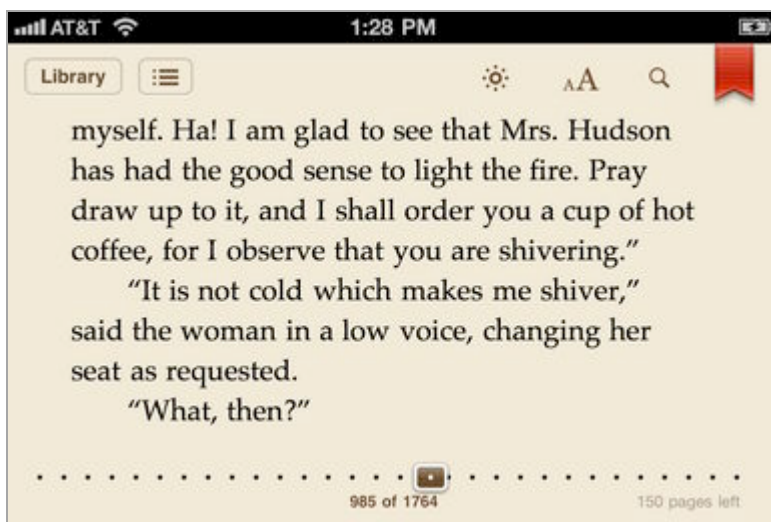 AT&T 1:28 PM
Library AA
myself. Ha! I am glad to see that Mrs. Hudson
has had the good sense to light the fire. Pray
draw up to it, and I shall order you a cup of hot
coffee, for I observe that you are shivering.”
“It is not cold which makes me shiver,”
said the woman in a low voice, changing her
seat as requested.
“What, then?”
985 of 1764 150 pages left